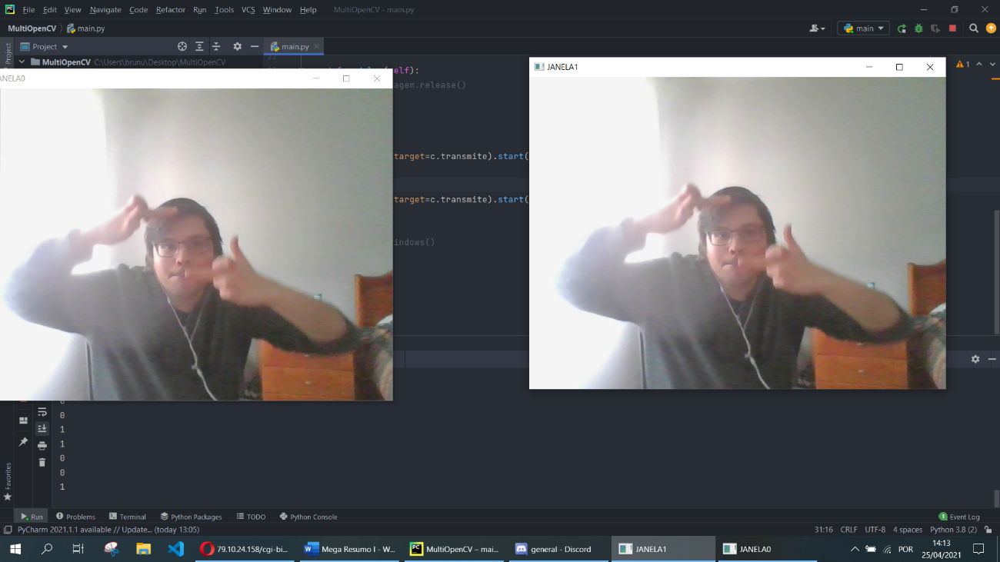 File Edit View Navigate Code Refactor Run Tools VCS Window Help MultiOpenCV - main.py
MultiOpenCV main.py main
Project Project main.py
MultiOpenCV C:\Users\brunu\Desktop\MultiOpenCV
22
elf):
1
JANELA1
ANELA0
agem.release()
target=c.transmite).start(
target=c.transmite).start(
indows()
0
0
1
1
0
0
1
Favorites
Run Problems Terminal Python Packages TODO Python Console 1 Event Log
PyCharm 2021.1.1 available // Update... (today 13:05) 31:16 CRLF UTF-8 4 spaces Python 3.8 (2)
79.10.24.158/cgi-bi... Mega Resumo I - W... MultiOpenCV – mai... general - Discord JANELA1 JANELA0 POR 14:13
25/04/2021